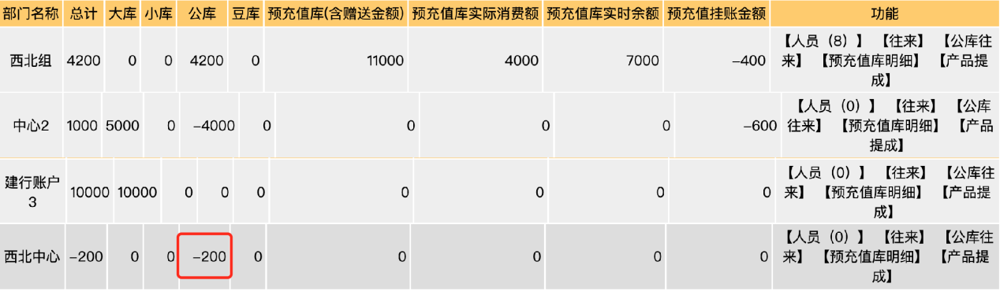 部门名称 总计 大库 小库 公库 豆库 预充值库(含赠送金额) 预充值库实际消费额 预充值库实时余额 预充值挂账金额 功能
【人员（8）】 【往来】 【公库往
西北组 4200 0 0 4200 0 11000 4000 7000 -400 来】 【预充值库明细】 【产品提
成】
【人员（0）】 【往来】 【公库
中心2 1000 5000 0 -4000 0 0 0 0 -600 往来】 【预充值库明细】 【产品
提成】
建行账户 【人员（0）】 【往来】 【公库往
10000 10000 0 0 0 0 0 0 0 来】 【预充值库明细】 【产品提
3 成】
【人员（0）】 【往来】 【公库往
西北中心 -200 0 0 -200 0 0 0 0 0 来】 【预充值库明细】 【产品提
成】